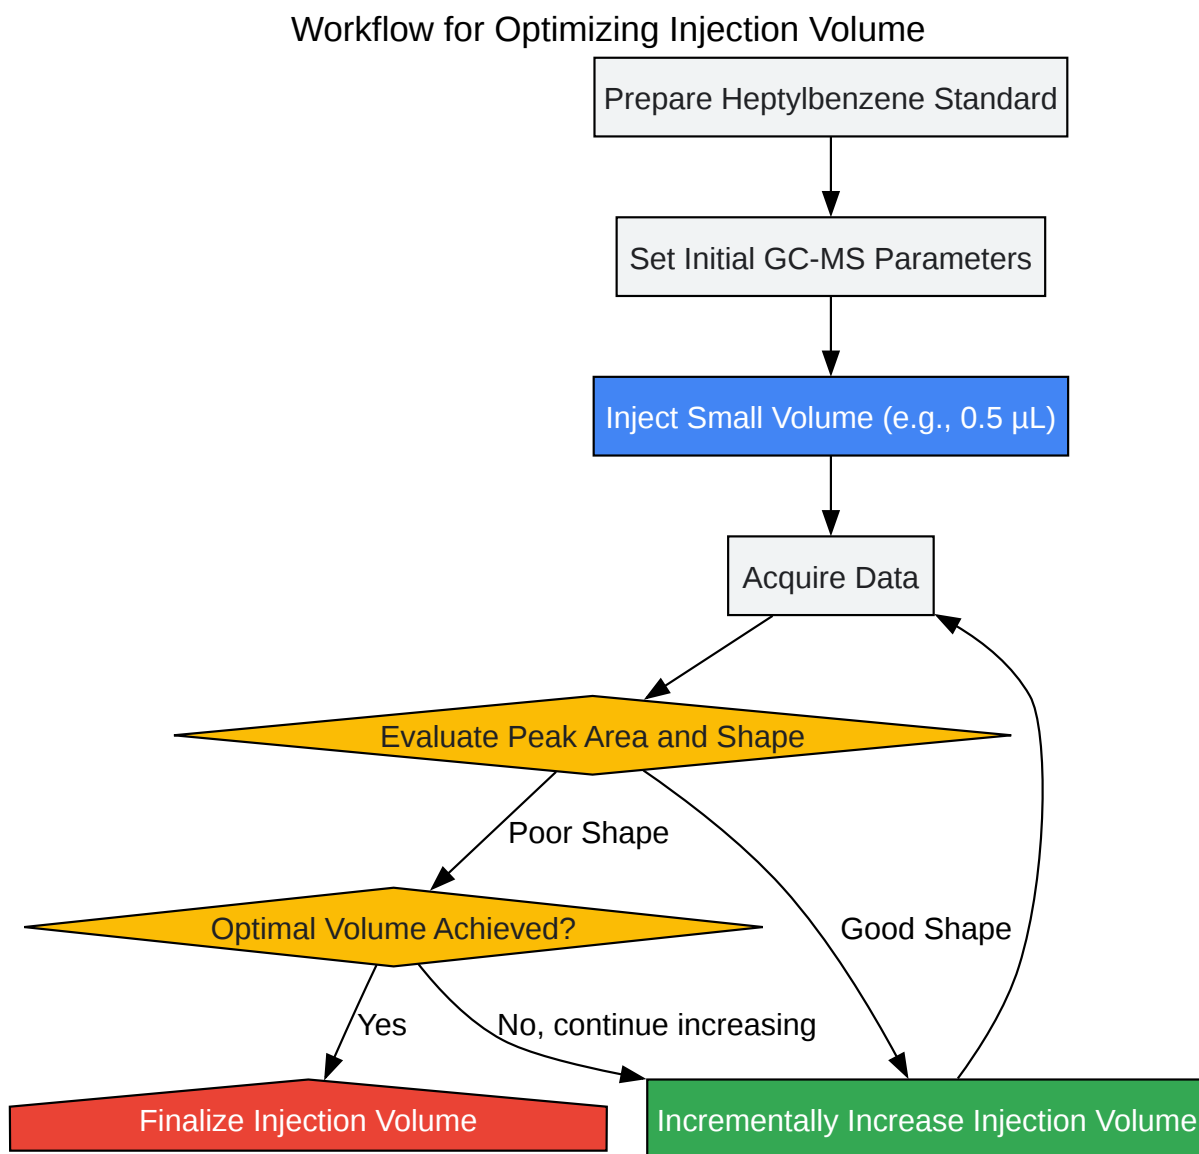 Workflow for Optimizing Injection Volume
Prepare Heptylbenzene Standard
Set Initial GC-MS Parameters
Inject Small Volume (e.g., 0.5 µL)
Acquire Data
Evaluate Peak Area and Shape
Poor Shape
Optimal Volume Achieved?
Good Shape
Yes
No, continue increasing
Finalize Injection Volume
Incrementally Increase Injection Volume